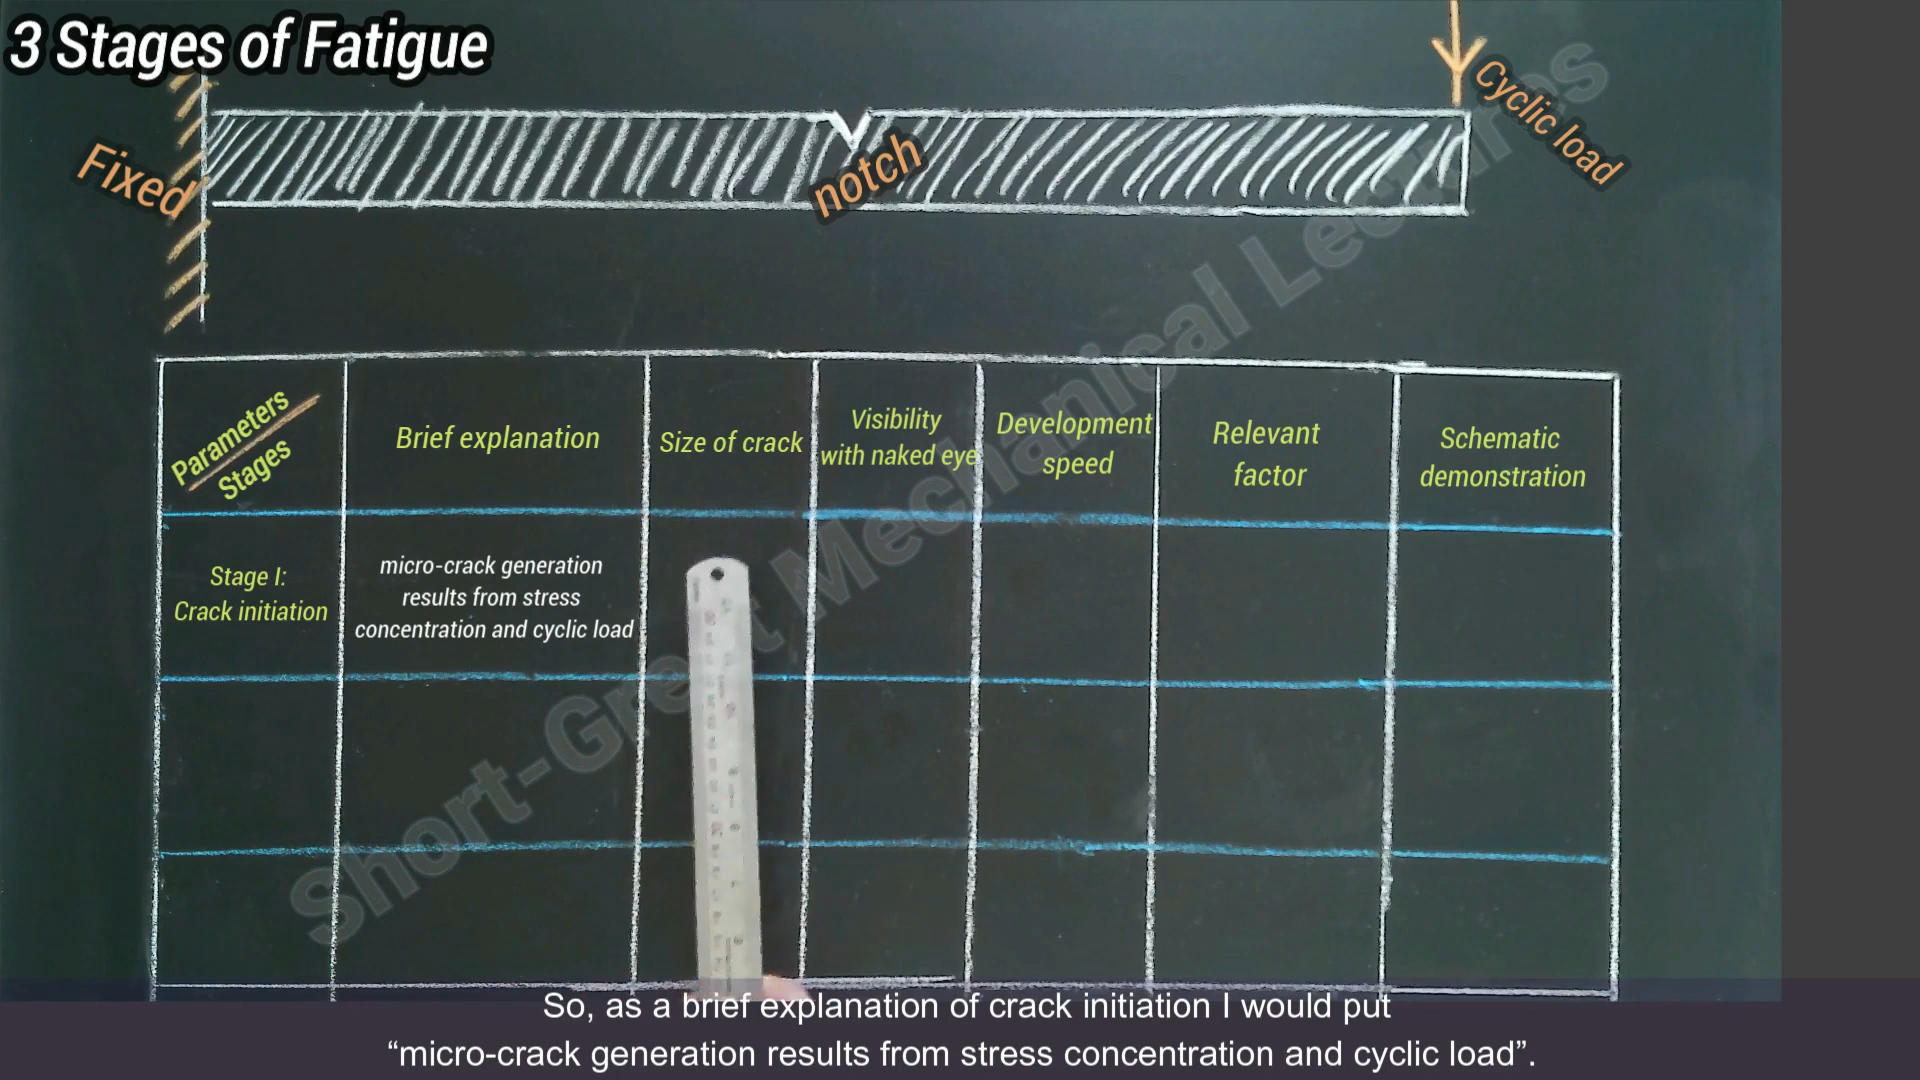 3 Stages of Fatigue
Cyclic load
Fixed
notch
Parameters
Stages
Brief explanation
Size of crack
Visibility
with naked eye
Development
speed
Relevant
factor
Schematic
demonstration
Stage I:
Crack initiation
micro-crack generation
results from stress
concentration and cyclic load
Short-Great Mechanical Lectures
So, as a brief explanation of crack initiation I would put
“micro-crack generation results from stress concentration and cyclic load”.